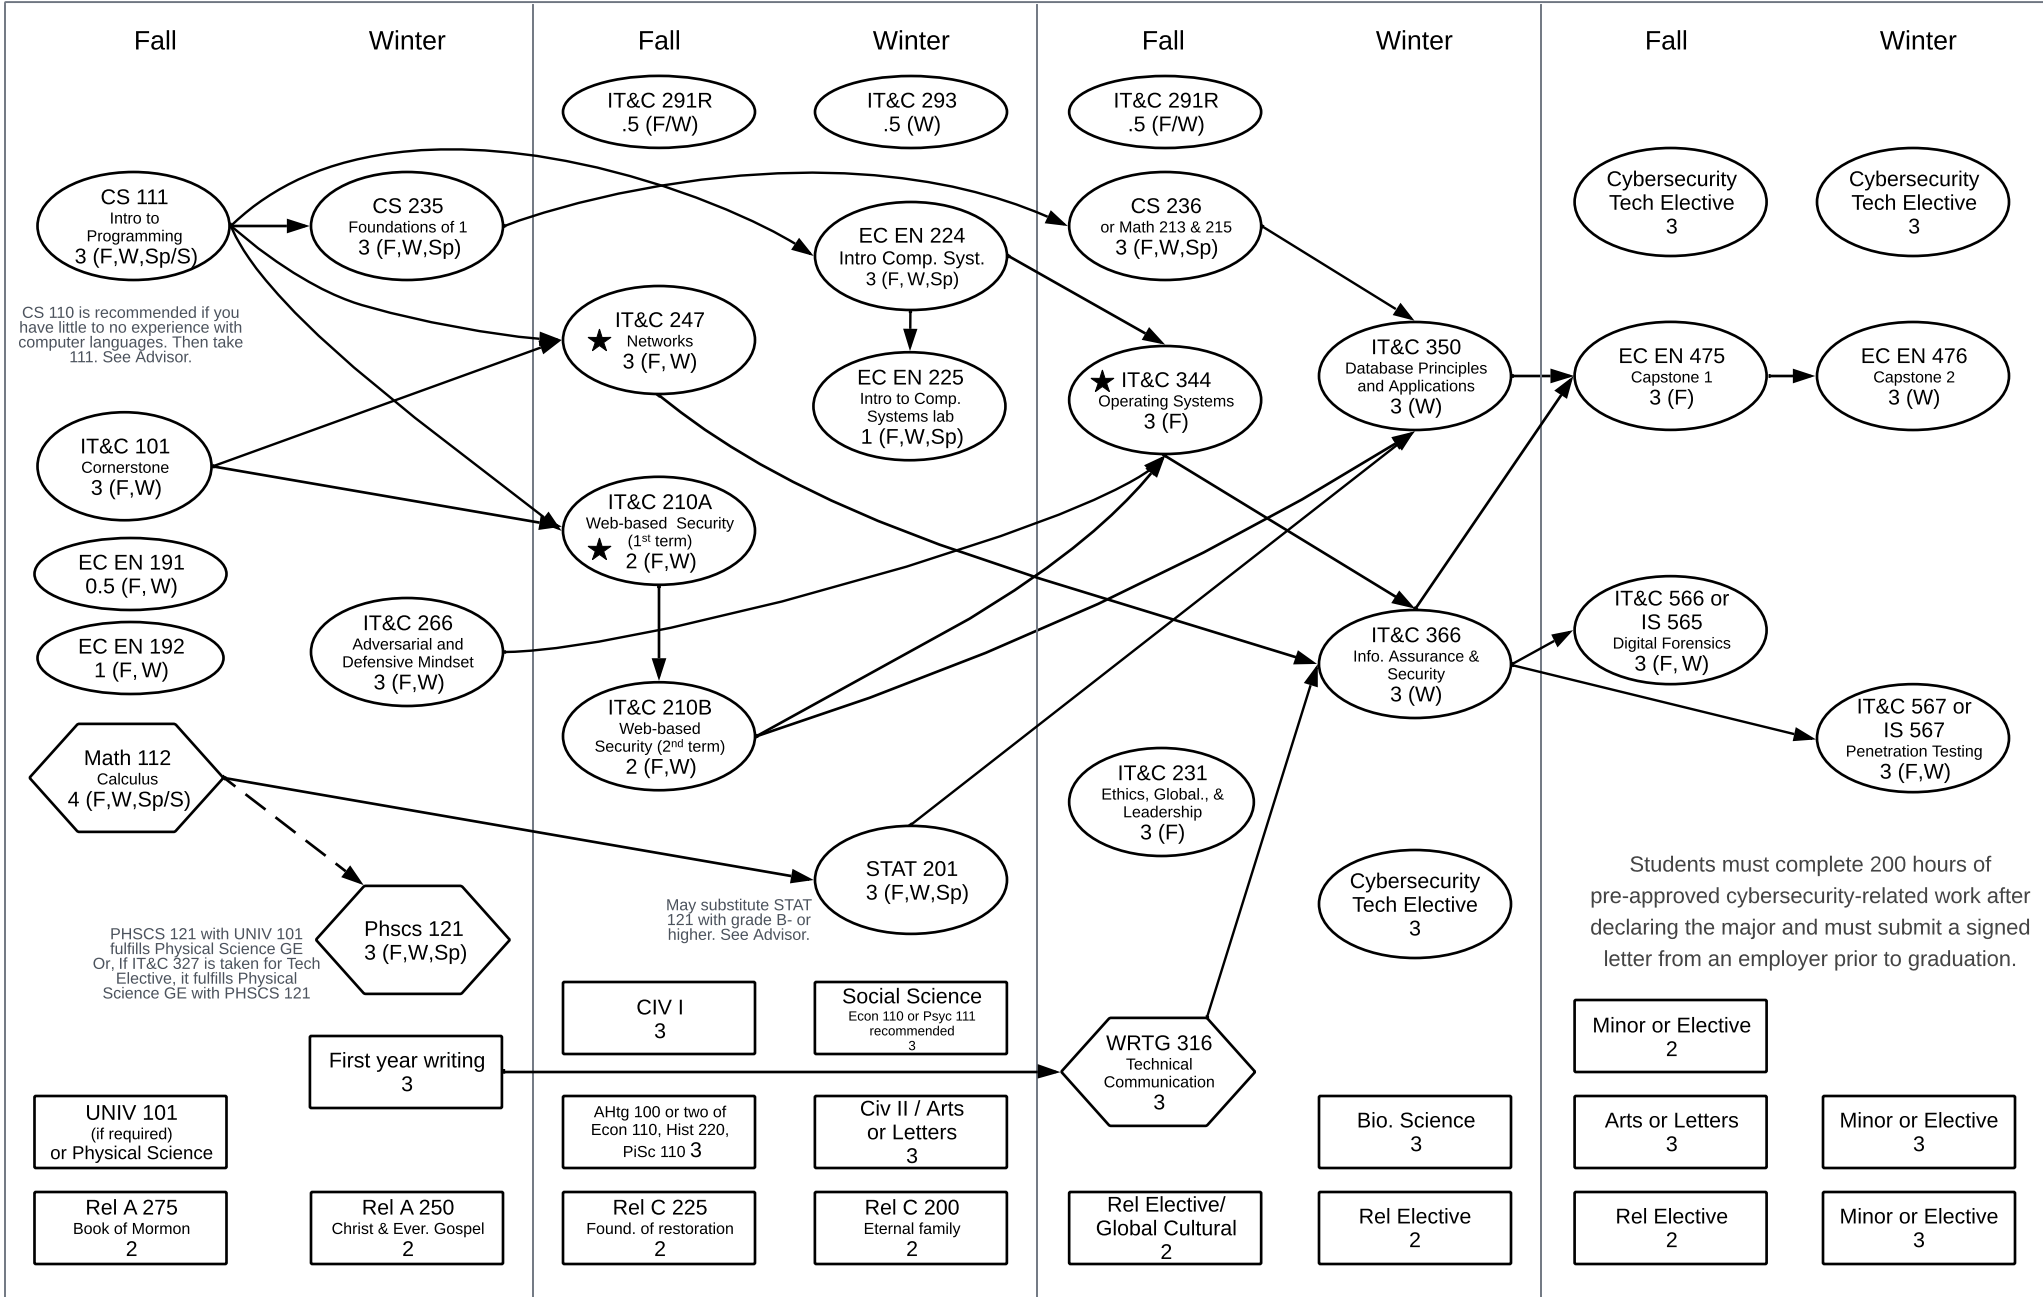 Fall
Winter
Fall
Winter
Fall
Winter
Fall
Winter
CS 111
Intro to
Programming
3 (F,W,Sp/S)
CS 110 is recommended if you
have little to no experience with
computer languages. Then take
111. See Advisor.
IT&C 101
Cornerstone
3 (F,W)
EC EN 191
0.5 (F, W)
EC EN 192
1 (F, W)
Math 112
Calculus
4 (F,W,Sp/S)
PHSCS 121 with UNIV 101
fulfills Physical Science GE
Or, If IT&C 327 is taken for Tech
Elective, it fulfills Physical
Science GE with PHSCS 121
UNIV 101
(if required)
or Physical Science
Rel A 275
Book of Mormon
2
CS 235
Foundations of 1
3 (F,W,Sp)
IT&C 266
Adversarial and
Defensive Mindset
3 (F,W)
Phscs 121
3 (F,W,Sp)
First year writing
3
Rel A 250
Christ & Ever. Gospel
2
IT&C 291R
.5 (F/W)
IT&C 247
Networks
3 (F, W)
IT&C 210A
Web-based Security
(1st term)
2 (F,W)
IT&C 210B
Web-based
Security (2nd term)
2 (F,W)
CIV I
3
AHtg 100 or two of
Econ 110, Hist 220,
PiSc 110 3
Rel C 225
Found. of restoration
2
IT&C 293
.5 (W)
EC EN 224
Intro Comp. Syst.
3 (F,W,Sp)
EC EN 225
Intro to Comp.
Systems lab
1 (F,W,Sp)
STAT 201
3 (F,W,Sp)
May substitute STAT
121 with grade B- or
higher. See Advisor.
Social Science
Econ 110 or Psyc 111
recommended
3
Civ II / Arts
or Letters
3
Rel C 200
Eternal family
2
IT&C 291R
.5 (F/W)
CS 236
or Math 213 & 215
3 (F,W,Sp)
IT&C 344
Operating Systems
3 (F)
IT&C 231
Ethics, Global., &
Leadership
3 (F)
WRTG 316
Technical
Communication
3
Rel Elective/
Global Cultural
2
IT&C 350
Database Principles
and Applications
3 (W)
IT&C 366
Info. Assurance &
Security
3 (W)
Cybersecurity
Tech Elective
3
Bio. Science
3
Rel Elective
2
Cybersecurity
Tech Elective
3
EC EN 475
Capstone 1
3 (F)
IT&C 566 or
IS 565
Digital Forensics
3 (F, W)
Cybersecurity
Tech Elective
3
EC EN 476
Capstone 2
3 (W)
IT&C 567 or
IS 567
Penetration Testing
3 (F,W)
Students must complete 200 hours of
pre-approved cybersecurity-related work after
declaring the major and must submit a signed
letter from an employer prior to graduation.
Minor or Elective
2
Arts or Letters
3
Rel Elective
2
Minor or Elective
3
Minor or Elective
3